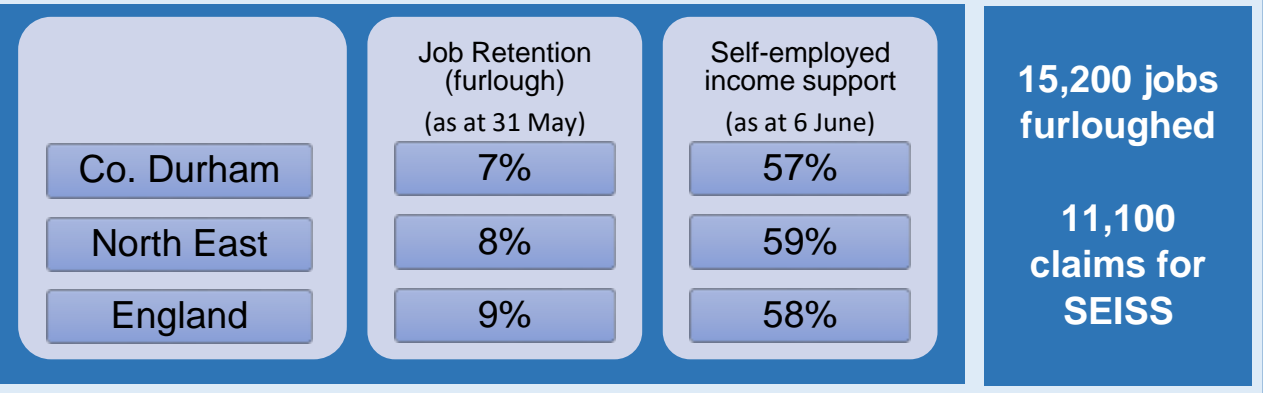 Job Retention
(furlough)
(as at 31 May)
Self-employed
income support
(as at 6 June)
Co. Durham
7%
57%
North East
8%
59%
England
9%
58%
15,200 jobs
furloughed
11,100
claims for
SEISS